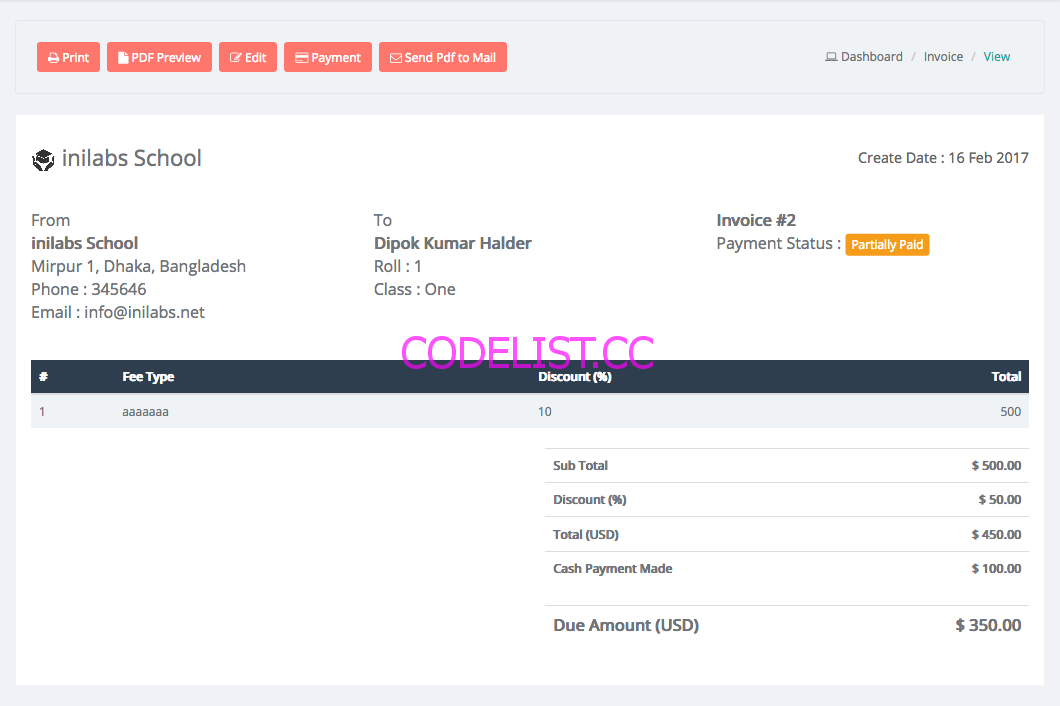 Print PDF Preview Edit Payment Send Pdf to Mail
Dashboard / Invoice / View
inilabs School
Create Date : 16 Feb 2017
From
inilabs School
Mirpur 1, Dhaka, Bangladesh
Phone : 345646
Email : info@inilabs.net
To
Dipok Kumar Halder
Roll : 1
Class : One
Invoice #2
Payment Status : Partially Paid
CODELIST.CC
# Fee Type Discount (%) Total
1 aaaaaaa 10 500
Sub Total $ 500.00
Discount (%) $ 50.00
Total (USD) $ 450.00
Cash Payment Made $ 100.00
Due Amount (USD) $ 350.00